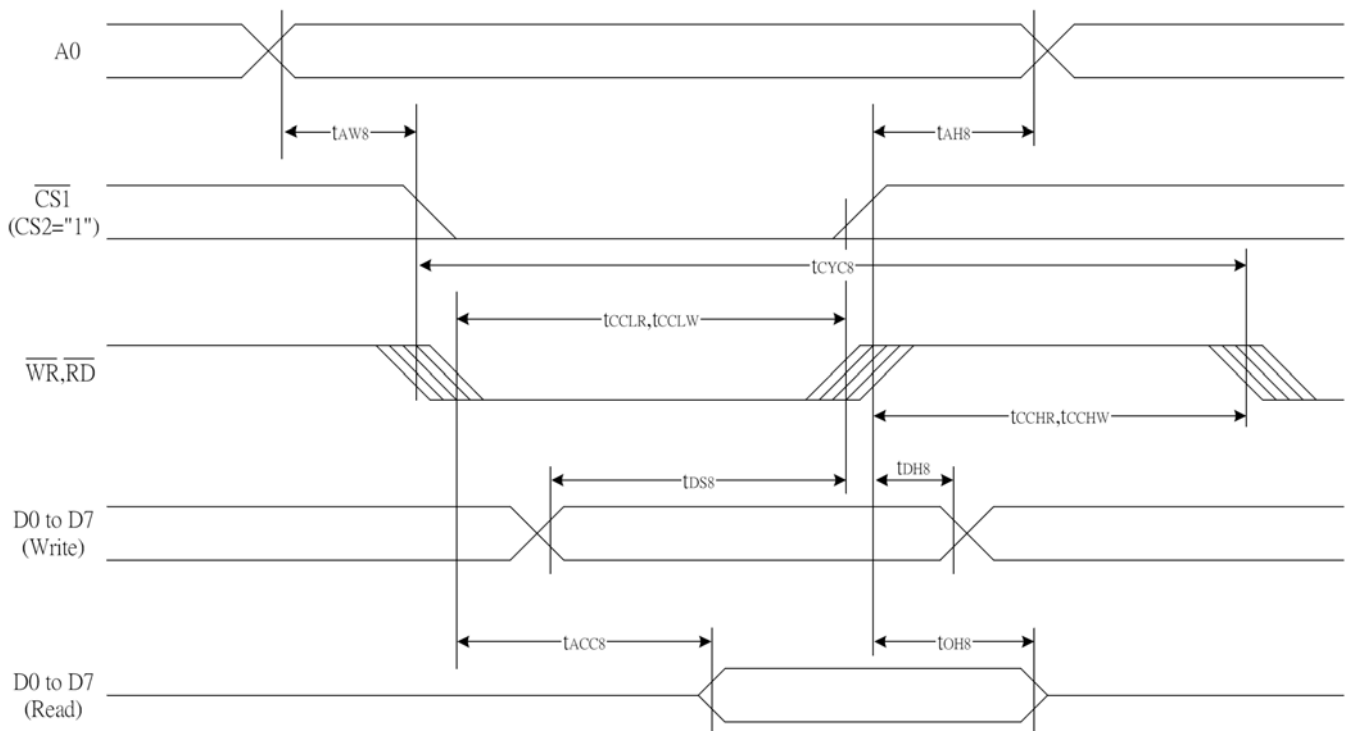 A0
tAW8
tAH8
CS1
(CS2="1")
tCYC8
tCCLR,tCCLW
WR,RD
tCCHR,tCCHW
tDS8
tDH8
D0 to D7
(Write)
tACC8
tOH8
D0 to D7
(Read)